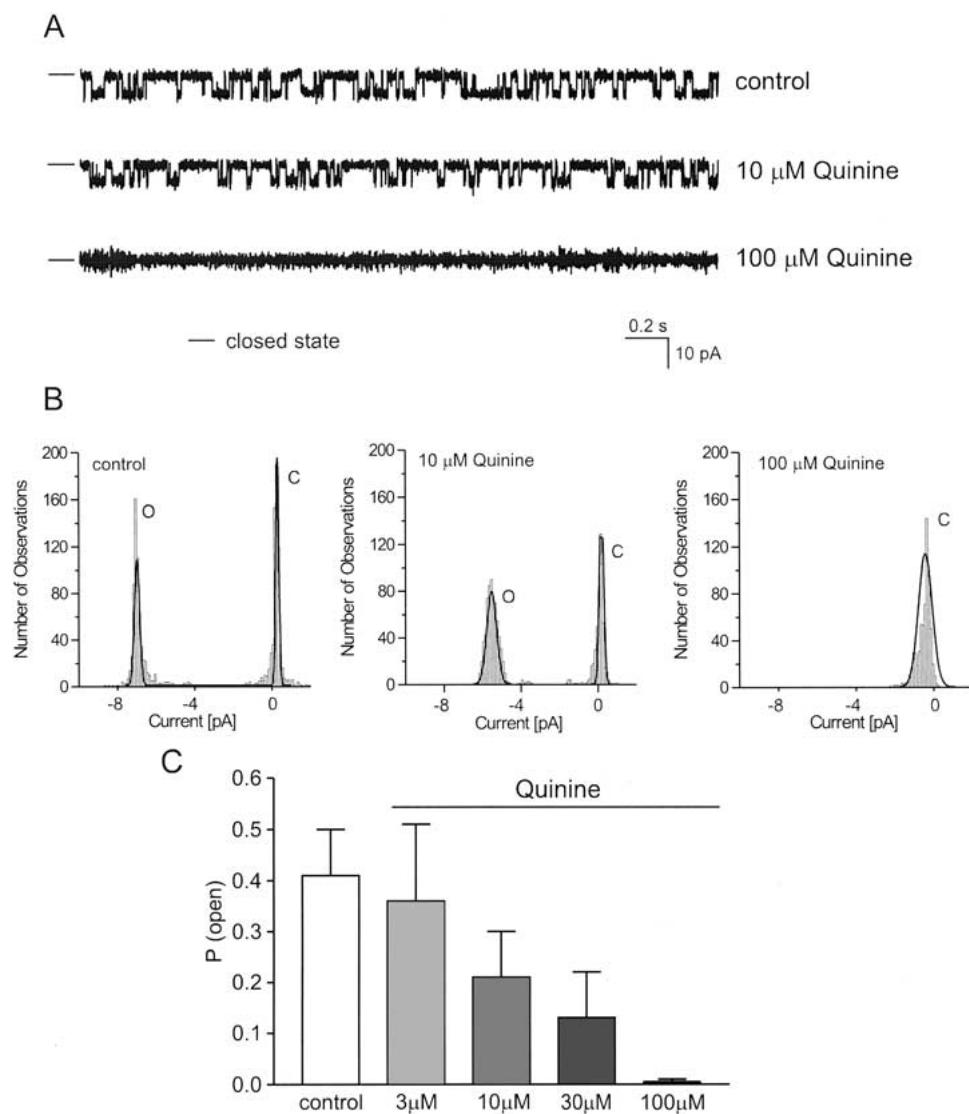 A
control
10 μM Quinine
100 μM Quinine
— closed state
0.2 s
10 pA
B
200
160
120
80
40
0
Number of Observations
control
O
C
-8
-4
0
Current [pA]
200
160
120
80
40
0
Number of Observations
10 μM Quinine
O
C
-8
-4
0
Current [pA]
200
160
120
80
40
0
Number of Observations
100 μM Quinine
C
-8
-4
0
Current [pA]
C
0.6
0.5
0.4
0.3
0.2
0.1
0.0
P (open)
Quinine
control
3μM
10μM
30μM
100μM